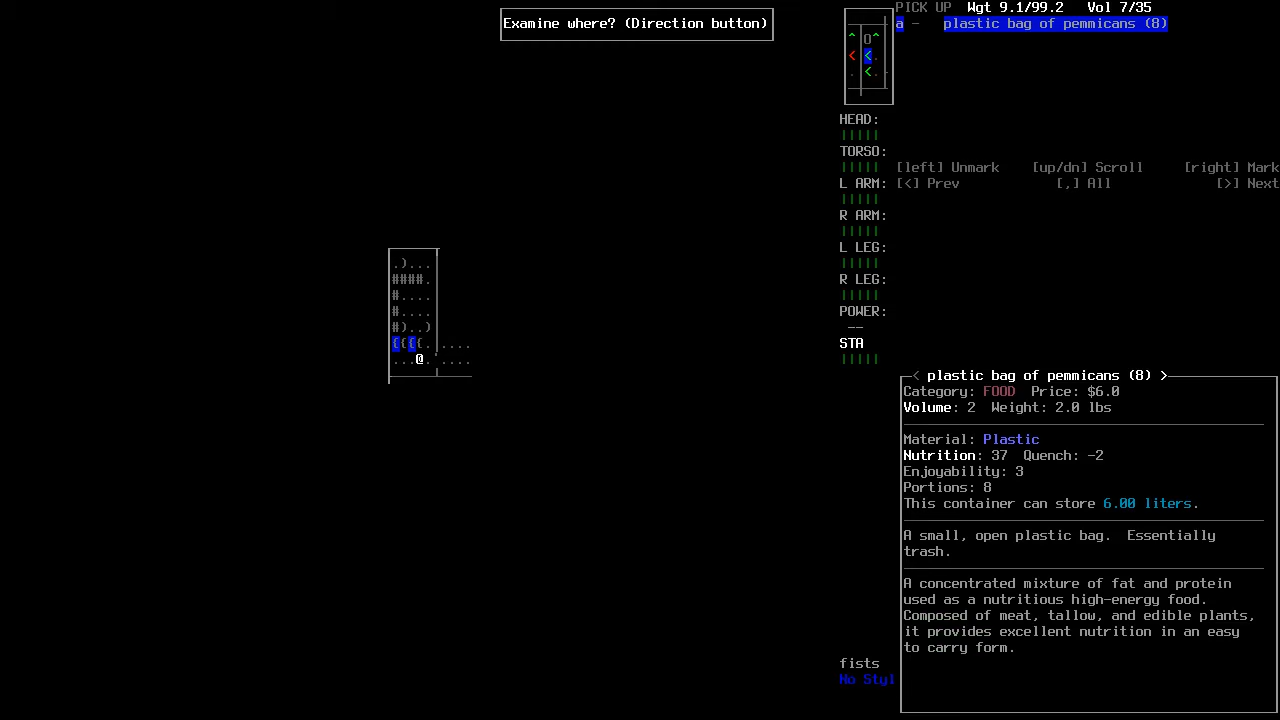 Examine where? (Direction button)
PICK UP  Wgt 9.1/99.2  Vol 7/35
a -   plastic bag of pemmicans (8)
^ O^
< <.
. <.-
HEAD:
|||||
TORSO:
|||||
[left] Unmark    [up/dn] Scroll     [right] Mark
L ARM:
[<] Prev            [,] All             [>] Next
|||||
R ARM:
|||||
L LEG:
|||||
R LEG:
|||||
POWER:
--
STA
|||||
.)...
####.
#....
#....
#)..)
{{{{. ....
...@.'....
< plastic bag of pemmicans (8) >
Category: FOOD  Price: $6.0
Volume: 2  Weight: 2.0 lbs
Material: Plastic
Nutrition: 37  Quench: -2
Enjoyability: 3
Portions: 8
This container can store 6.00 liters.
A small, open plastic bag.  Essentially
trash.
A concentrated mixture of fat and protein
used as a nutritious high-energy food.
Composed of meat, tallow, and edible plants,
it provides excellent nutrition in an easy
to carry form.
fists
No Styl